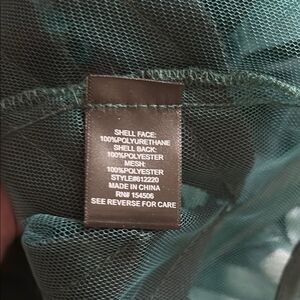 SHELL FACE:
100%POLYURETHANE
SHELL BACK:
100%POLYESTER
MESH:
100%POLYESTER
STYLE#612220
MADE IN CHINA
RN# 154506
SEE REVERSE FOR CARE